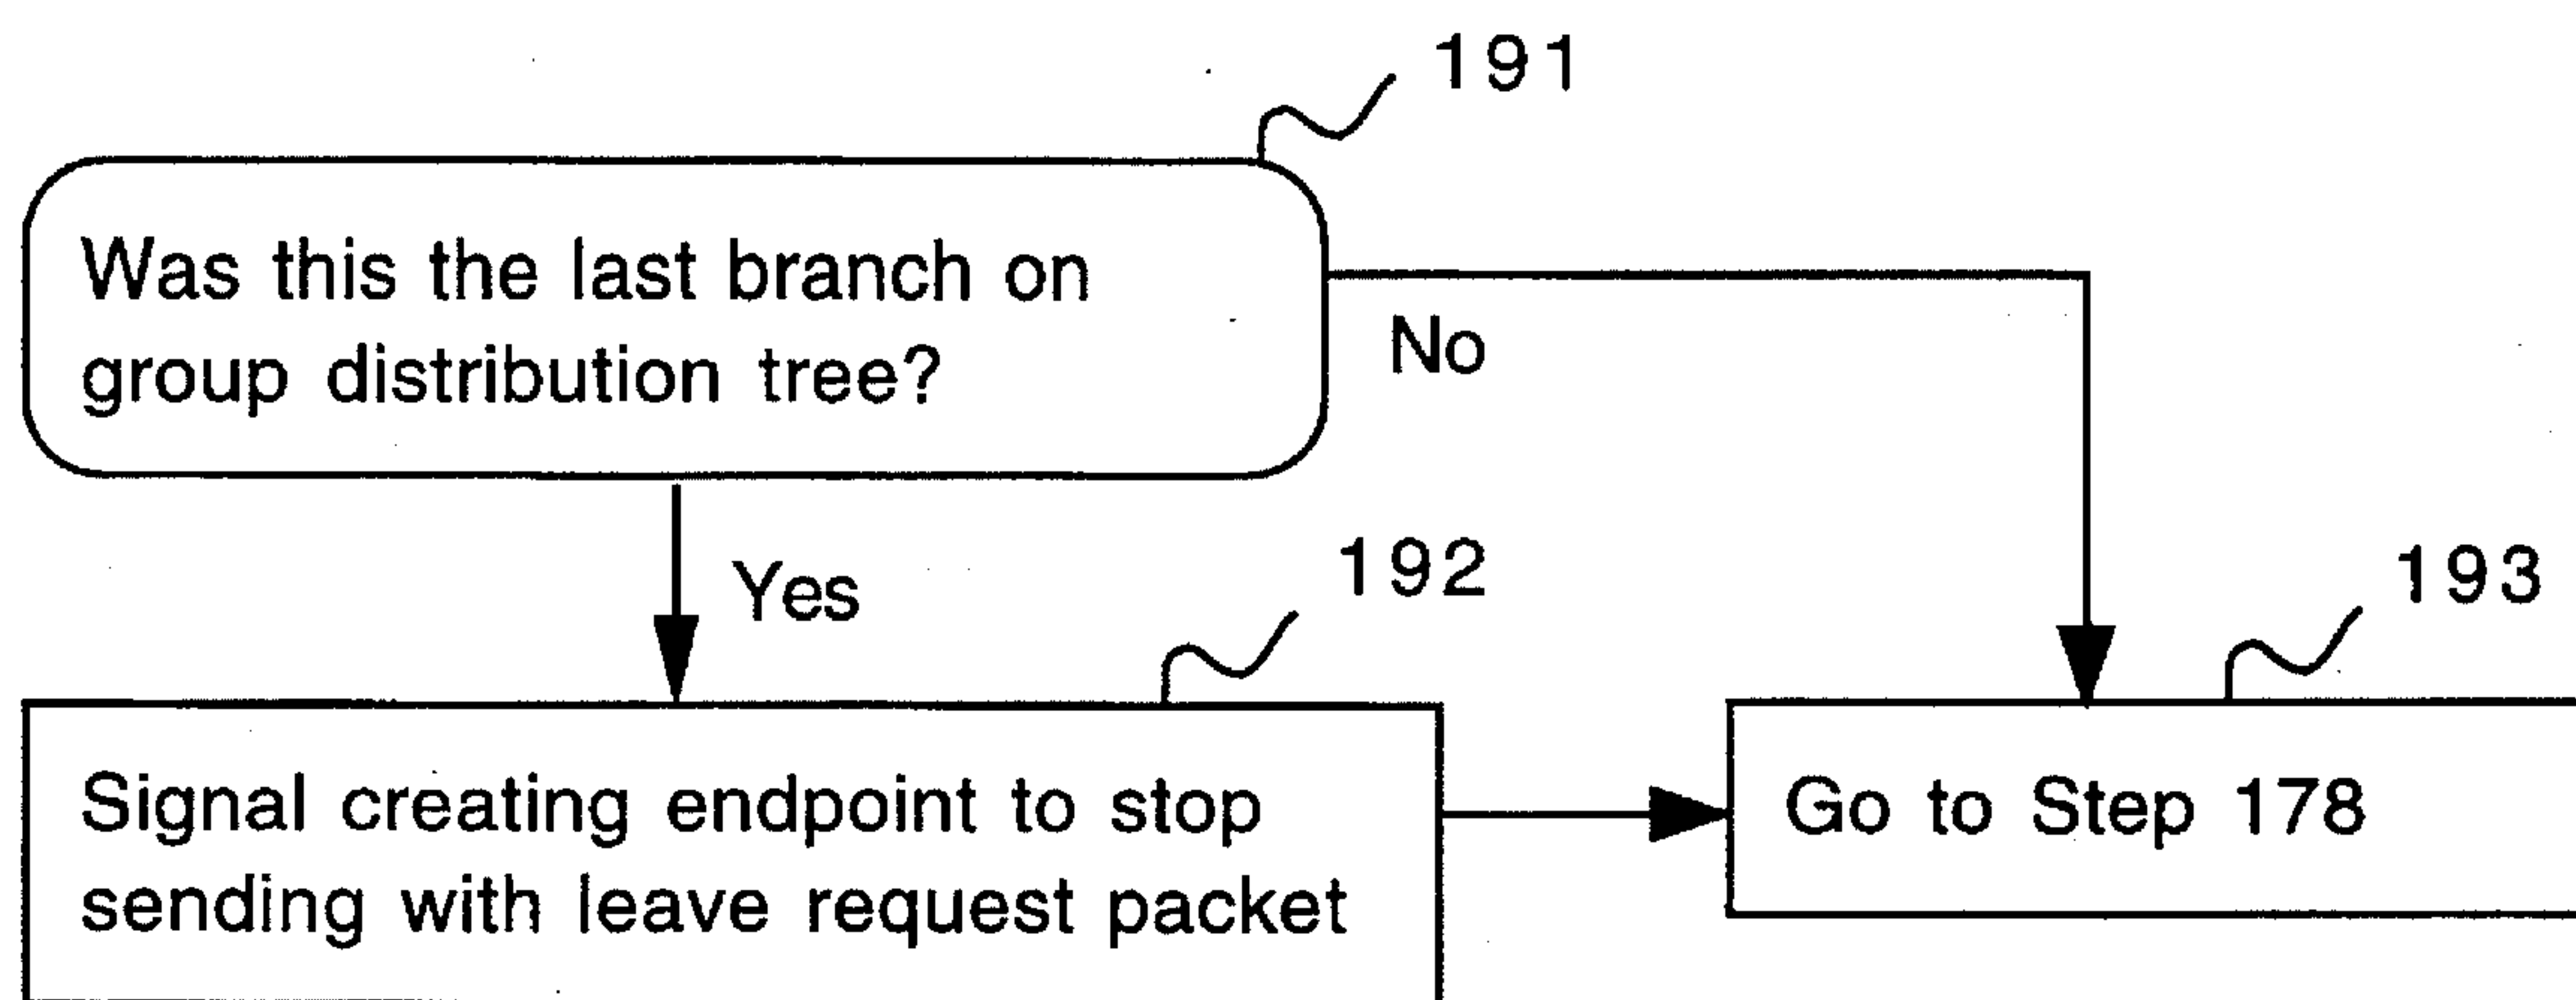 191
Was this the last branch on
group distribution tree?
No
Yes
192
193
Signal creating endpoint to stop
sending with leave request packet
Go to Step 178